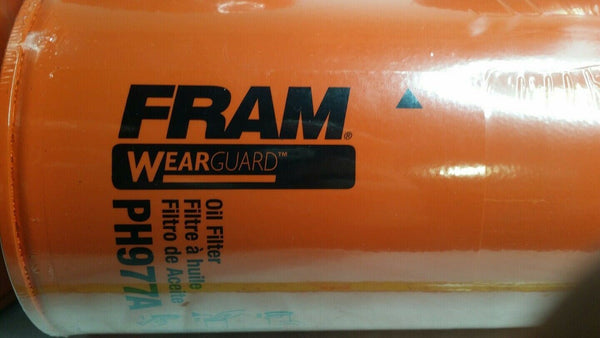 FRAM®
WEARGUARD™
Oil Filter
Filtre à huile
Filtro de Aceite
PH977A